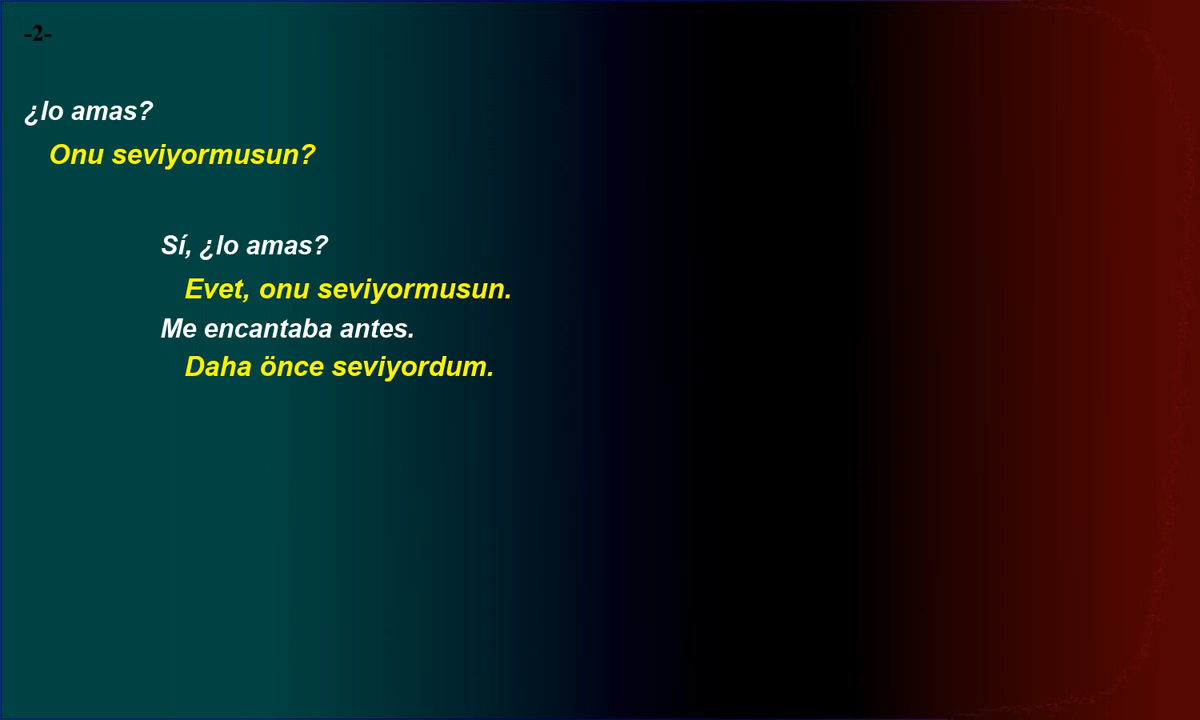 -2-
¿lo amas?
Onu seviyormusun?
Sí, ¿lo amas?
Evet, onu seviyormusun.
Me encantaba antes.
Daha önce seviyordum.